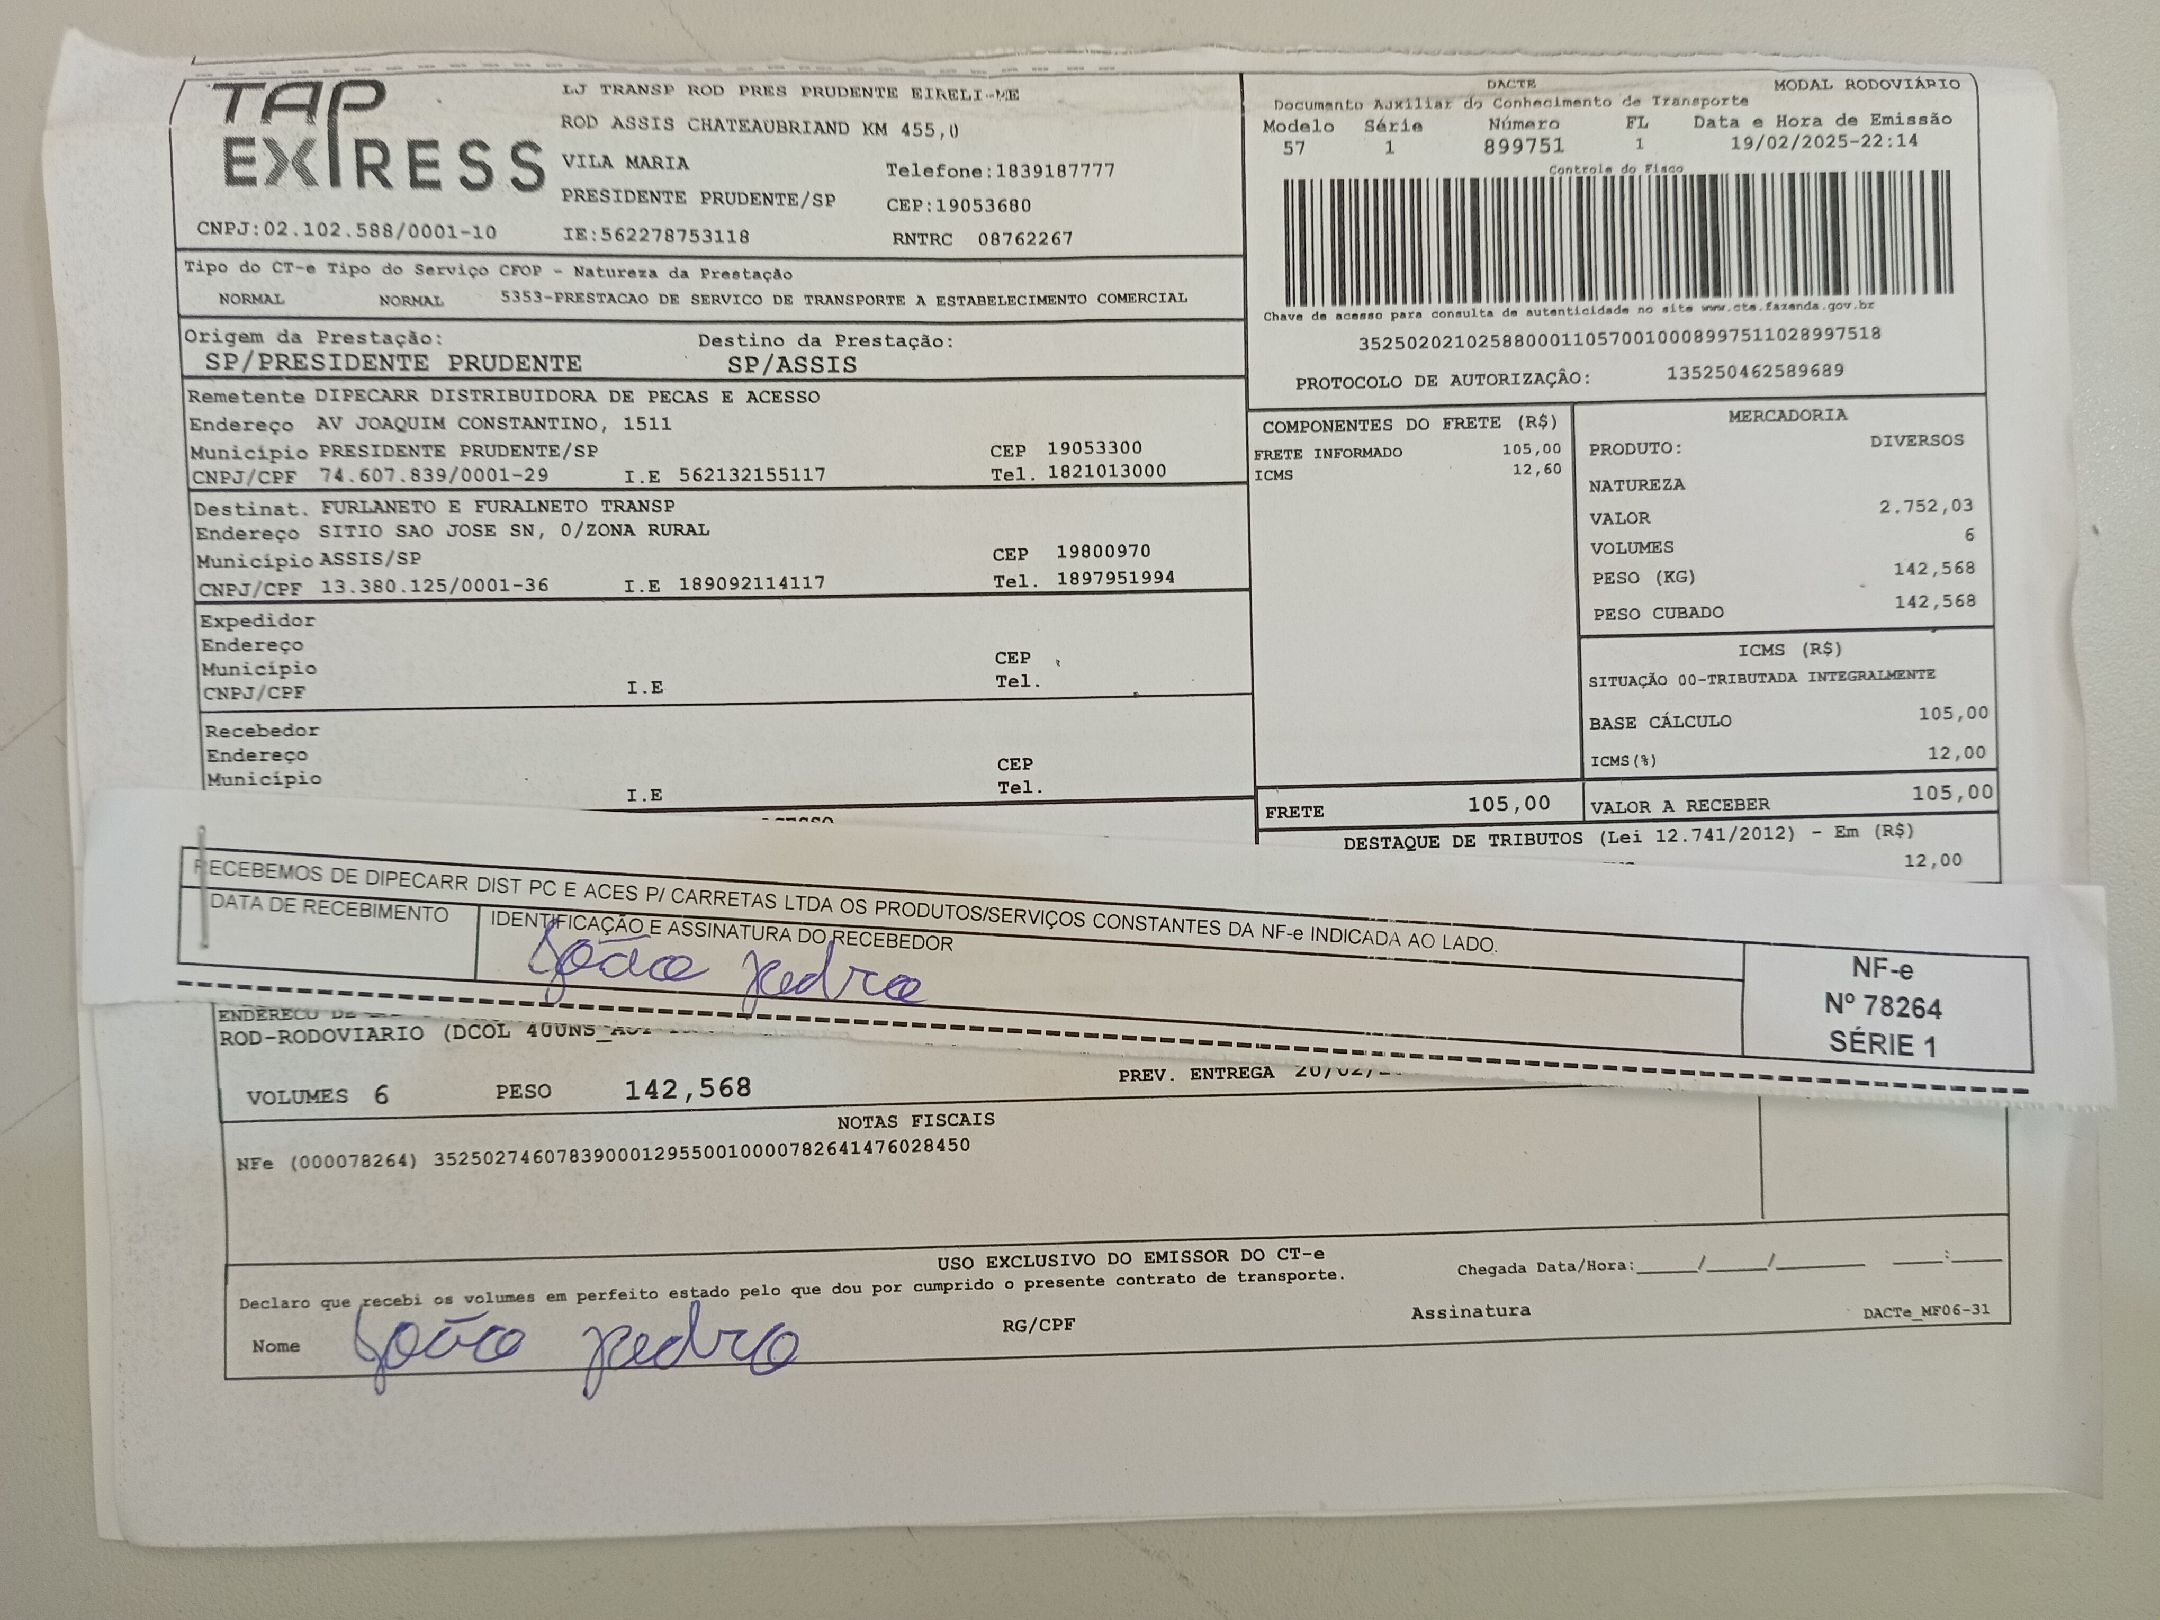 TAP EXPRESS
LJ TRANSP ROD PRES PRUDENTE EIRELI-ME
ROD ASSIS CHATEAUBRIAND KM 455,0
VILA MARIA Telefone:1839187777
PRESIDENTE PRUDENTE/SP CEP:19053680
CNPJ:02.102.588/0001-10 IE:562278753118 RNTRC 08762267
DACTE MODAL RODOVIÁRIO
Documento Auxiliar do Conhecimento de Transporte
Modelo Série Número FL Data e Hora de Emissão
57 1 899751 1 19/02/2025-22:14
Controle do Fisco
Chave de acesso para consulta de autenticidade no site www.cte.fazenda.gov.br
35250202102588000110570010008997511028997518
PROTOCOLO DE AUTORIZAÇÃO: 135250462589689
Tipo do CT-e Tipo do Serviço CFOP - Natureza da Prestação
NORMAL NORMAL 5353-PRESTACAO DE SERVICO DE TRANSPORTE A ESTABELECIMENTO COMERCIAL
Origem da Prestação: Destino da Prestação:
SP/PRESIDENTE PRUDENTE SP/ASSIS
Remetente DIPECARR DISTRIBUIDORA DE PECAS E ACESSO
Endereço AV JOAQUIM CONSTANTINO, 1511
Município PRESIDENTE PRUDENTE/SP CEP 19053300
CNPJ/CPF 74.607.839/0001-29 I.E 562132155117 Tel. 1821013000
Destinat. FURLANETO E FURALNETO TRANSP
Endereço SITIO SAO JOSE SN, 0/ZONA RURAL
Município ASSIS/SP CEP 19800970
CNPJ/CPF 13.380.125/0001-36 I.E 189092114117 Tel. 1897951994
Expedidor
Endereço
Município CEP
CNPJ/CPF I.E Tel.
Recebedor
Endereço
Município CEP
I.E Tel.
COMPONENTES DO FRETE (R$)
FRETE INFORMADO 105,00
ICMS 12,60
MERCADORIA
PRODUTO: DIVERSOS
NATUREZA
VALOR 2.752,03
VOLUMES 6
PESO (KG) 142,568
PESO CUBADO 142,568
ICMS (R$)
SITUAÇÃO 00-TRIBUTADA INTEGRALMENTE
BASE CÁLCULO 105,00
ICMS(%) 12,00
FRETE 105,00 VALOR A RECEBER 105,00
DESTAQUE DE TRIBUTOS (Lei 12.741/2012) - Em (R$)
12,00
RECEBEMOS DE DIPECARR DIST PC E ACES P/ CARRETAS LTDA OS PRODUTOS/SERVIÇOS CONSTANTES DA NF-e INDICADA AO LADO.
DATA DE RECEBIMENTO IDENTIFICAÇÃO E ASSINATURA DO RECEBEDOR
João Pedro
NF-e
Nº 78264
SÉRIE 1
ENDERECO DE
ROD-RODOVIARIO (DCOL 40UNS
VOLUMES 6 PESO 142,568 PREV. ENTREGA 20/02/
NOTAS FISCAIS
NFe (000078264) 35250274607839000129550010000782641476028450
USO EXCLUSIVO DO EMISSOR DO CT-e
Declaro que recebi os volumes em perfeito estado pelo que dou por cumprido o presente contrato de transporte.
Chegada Data/Hora:____/____/______ ___:___
Nome João Pedro RG/CPF Assinatura DACTe_MF06-31